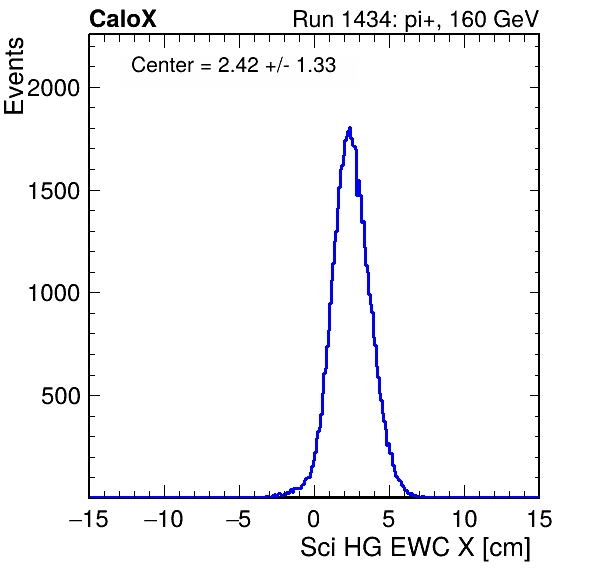 CaloX Run 1434: pi+, 160 GeV
Center = 2.42 +/- 1.33
Events
2000
1500
1000
500
−15 −10 −5 0 5 10 15
Sci HG EWC X [cm]